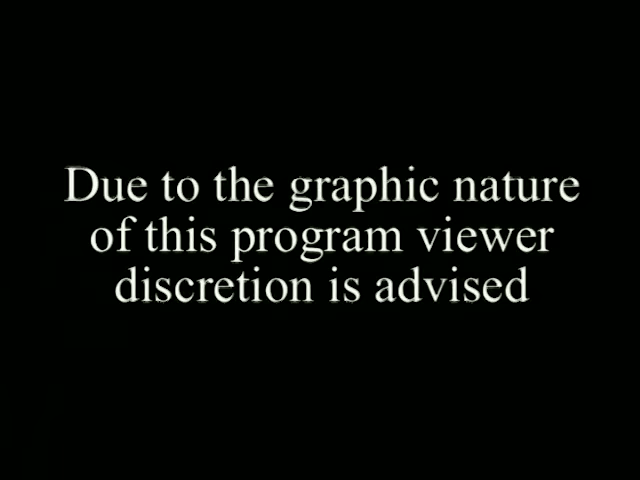 Due to the graphic nature
of this program viewer
discretion is advised